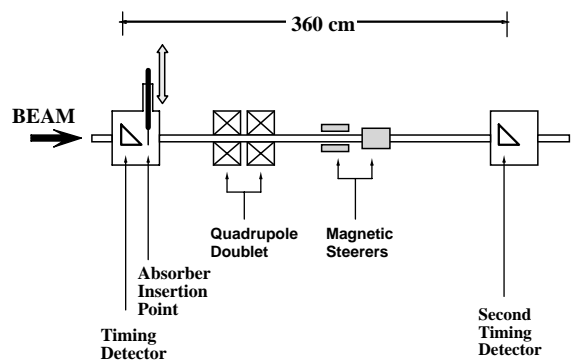 360 cm
BEAM
Quadrupole
Doublet
Magnetic
Steerers
Absorber
Insertion
Point
Timing
Detector
Second
Timing
Detector